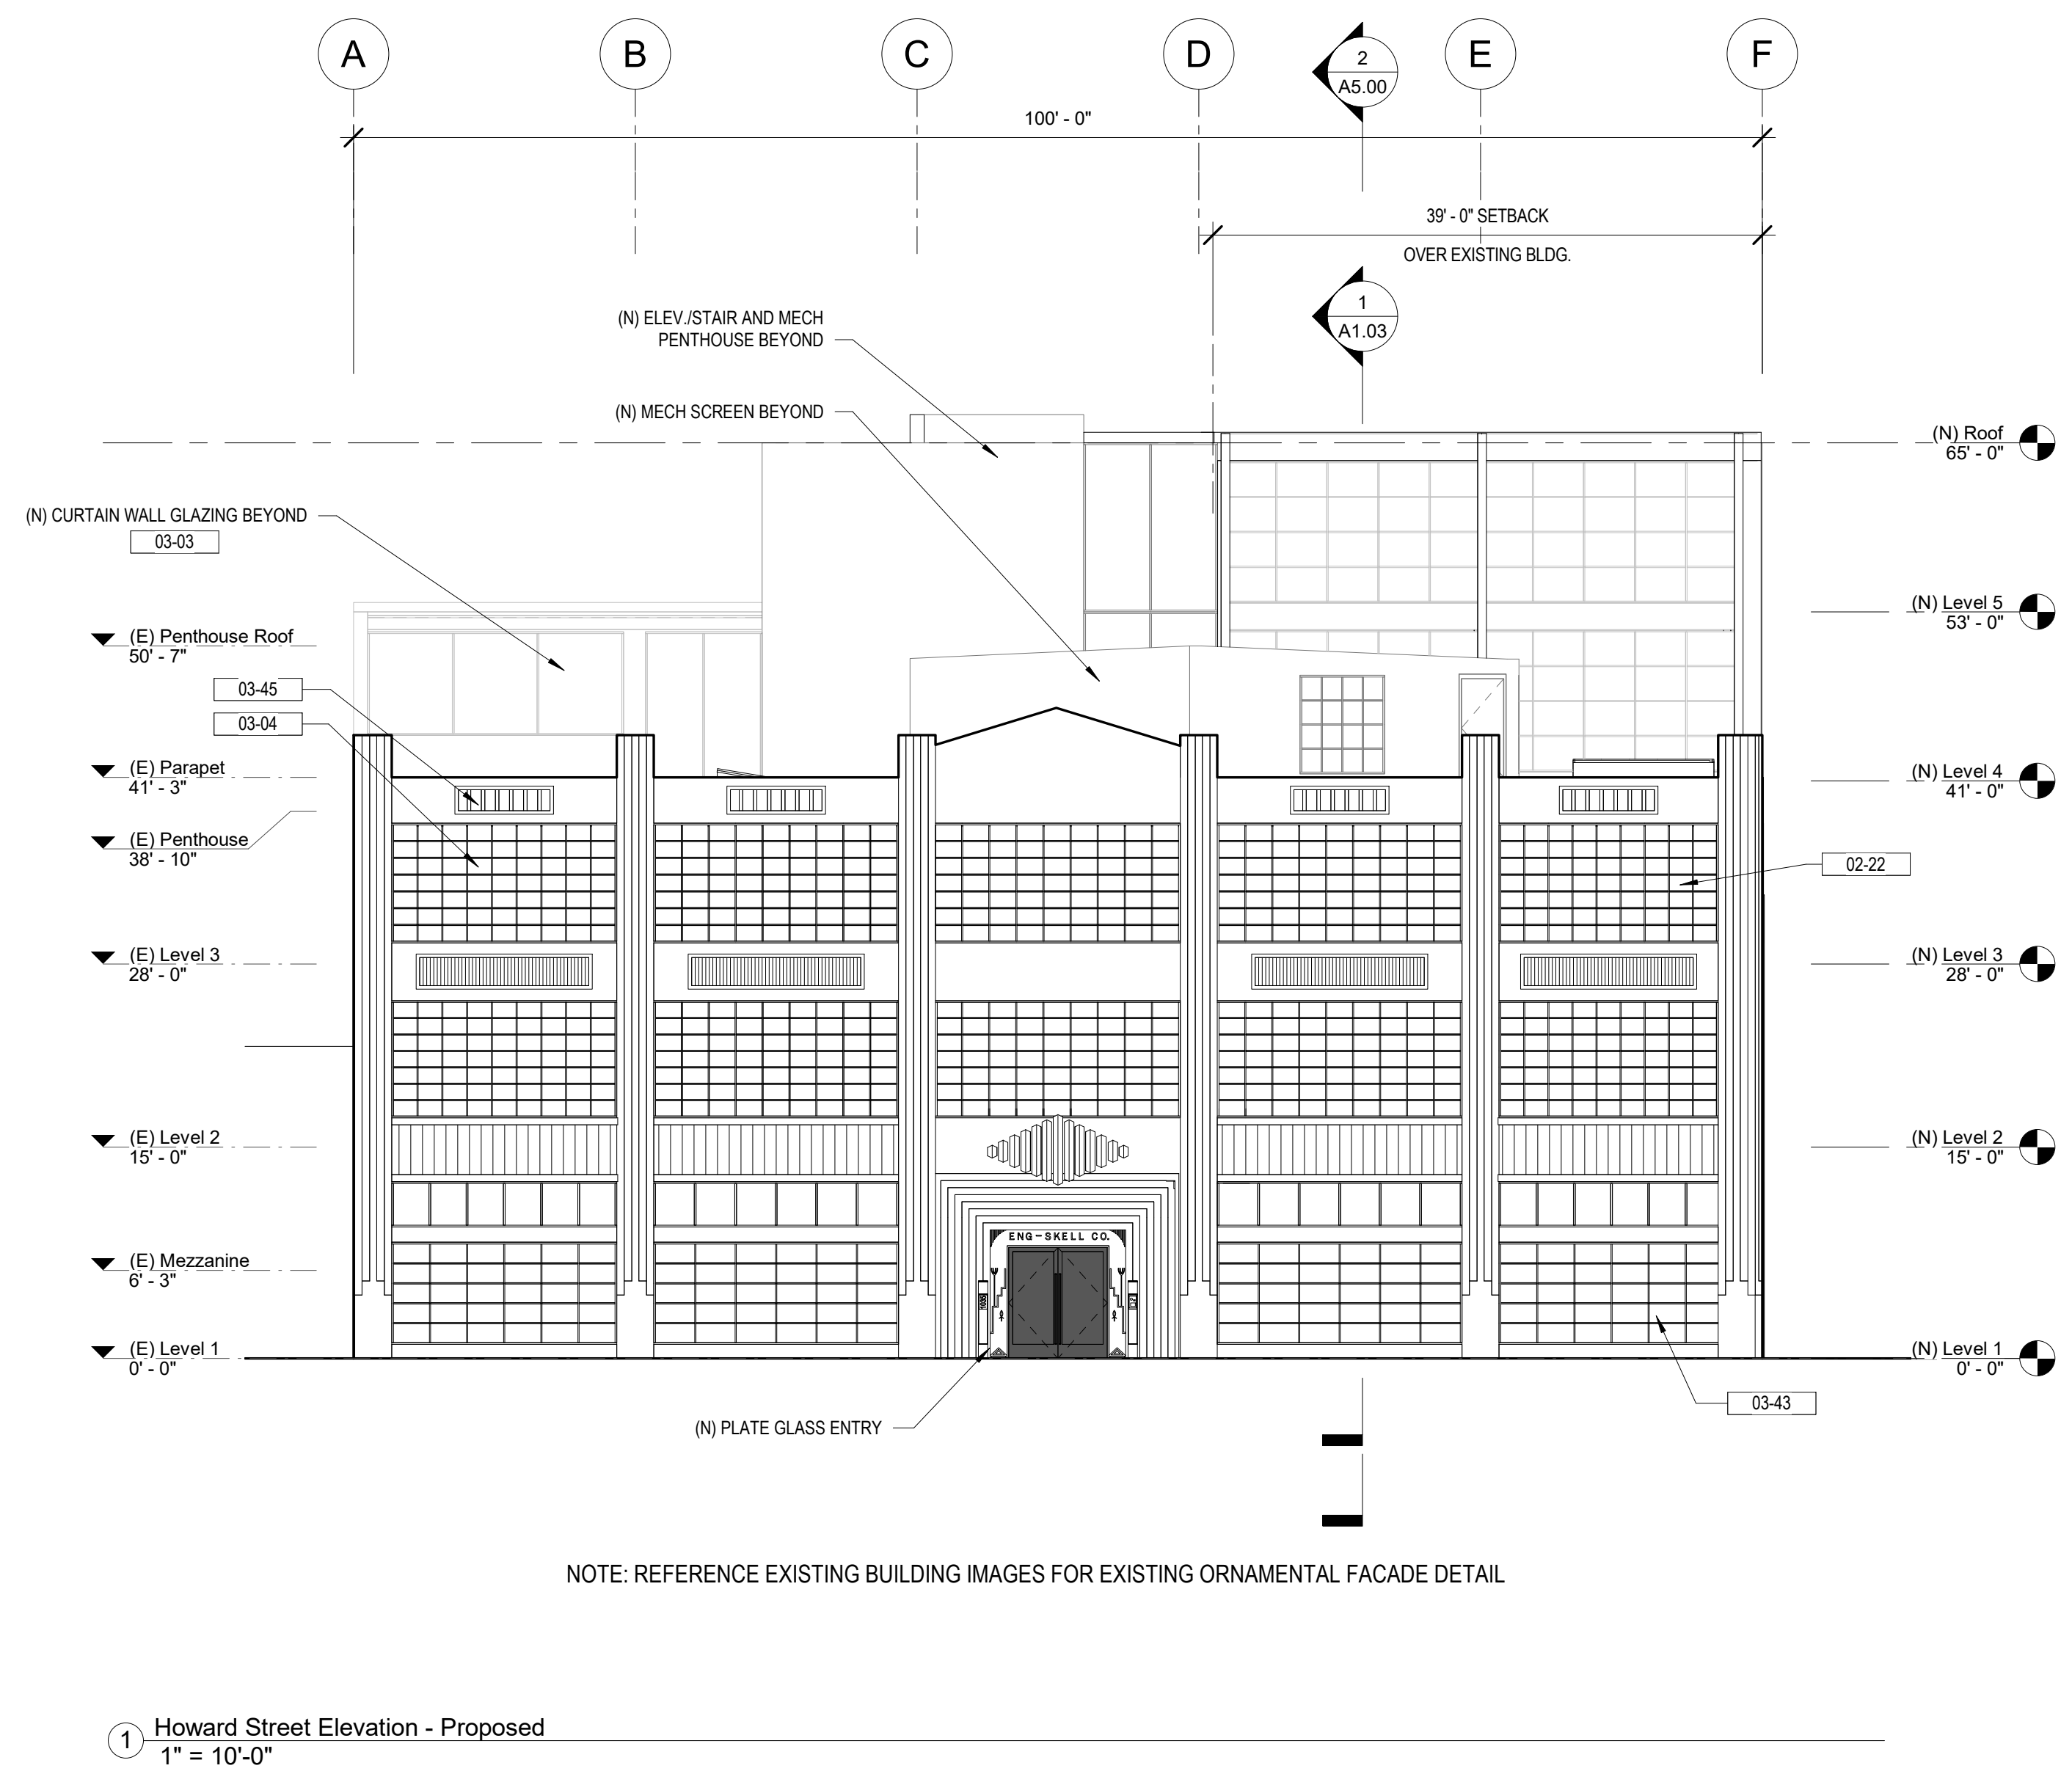 A B C D E F
2
A5.00
100' - 0"
39' - 0" SETBACK
OVER EXISTING BLDG.
1
A1.03
(N) ELEV./STAIR AND MECH
PENTHOUSE BEYOND
(N) MECH SCREEN BEYOND
(N) CURTAIN WALL GLAZING BEYOND
03-03
(E) Penthouse Roof
50' - 7"
03-45
03-04
(E) Parapet
41' - 3"
(E) Penthouse
38' - 10"
(E) Level 3
28' - 0"
(E) Level 2
15' - 0"
(E) Mezzanine
6' - 3"
(E) Level 1
0' - 0"
(N) Roof
65' - 0"
(N) Level 5
53' - 0"
(N) Level 4
41' - 0"
02-22
(N) Level 3
28' - 0"
(N) Level 2
15' - 0"
(N) Level 1
0' - 0"
03-43
ENG-SKELL CO.
(N) PLATE GLASS ENTRY
NOTE: REFERENCE EXISTING BUILDING IMAGES FOR EXISTING ORNAMENTAL FACADE DETAIL
1
Howard Street Elevation - Proposed
1" = 10'-0"